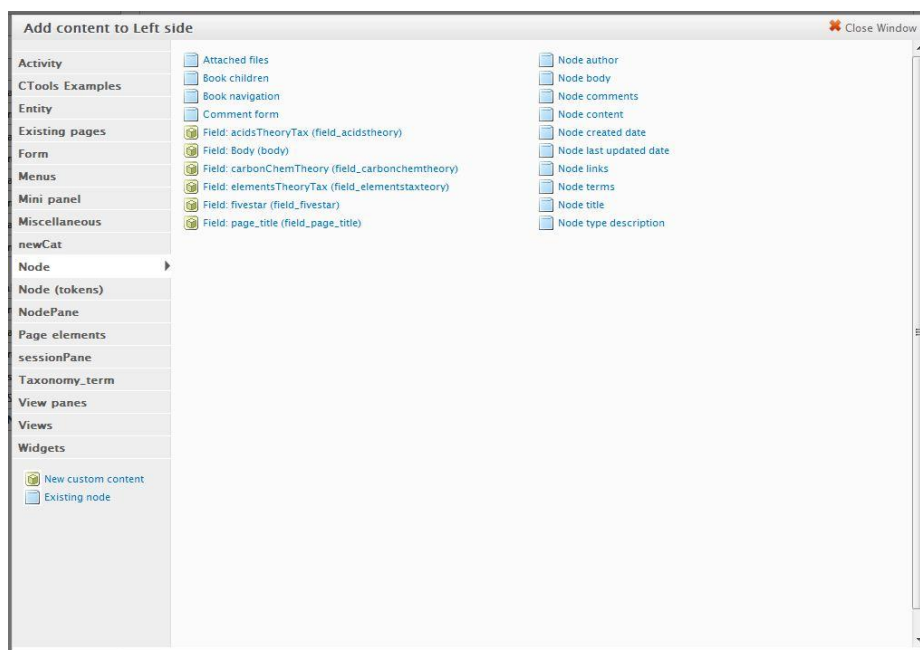 Add content to Left side
Close Window
Activity
CTools Examples
Entity
Existing pages
Form
Menus
Mini panel
Miscellaneous
newCat
Node
Node (tokens)
NodePane
Page elements
sessionPane
Taxonomy_term
View panes
Views
Widgets
New custom content
Existing node
Attached files
Book children
Book navigation
Comment form
Field: acidsTheoryTax (field_acidstheory)
Field: Body (body)
Field: carbonChemTheory (field_carbonchemtheory)
Field: elementsTheoryTax (field_elementstaxteory)
Field: fivestar (field_fivestar)
Field: page_title (field_page_title)
Node author
Node body
Node comments
Node content
Node created date
Node last updated date
Node links
Node terms
Node title
Node type description